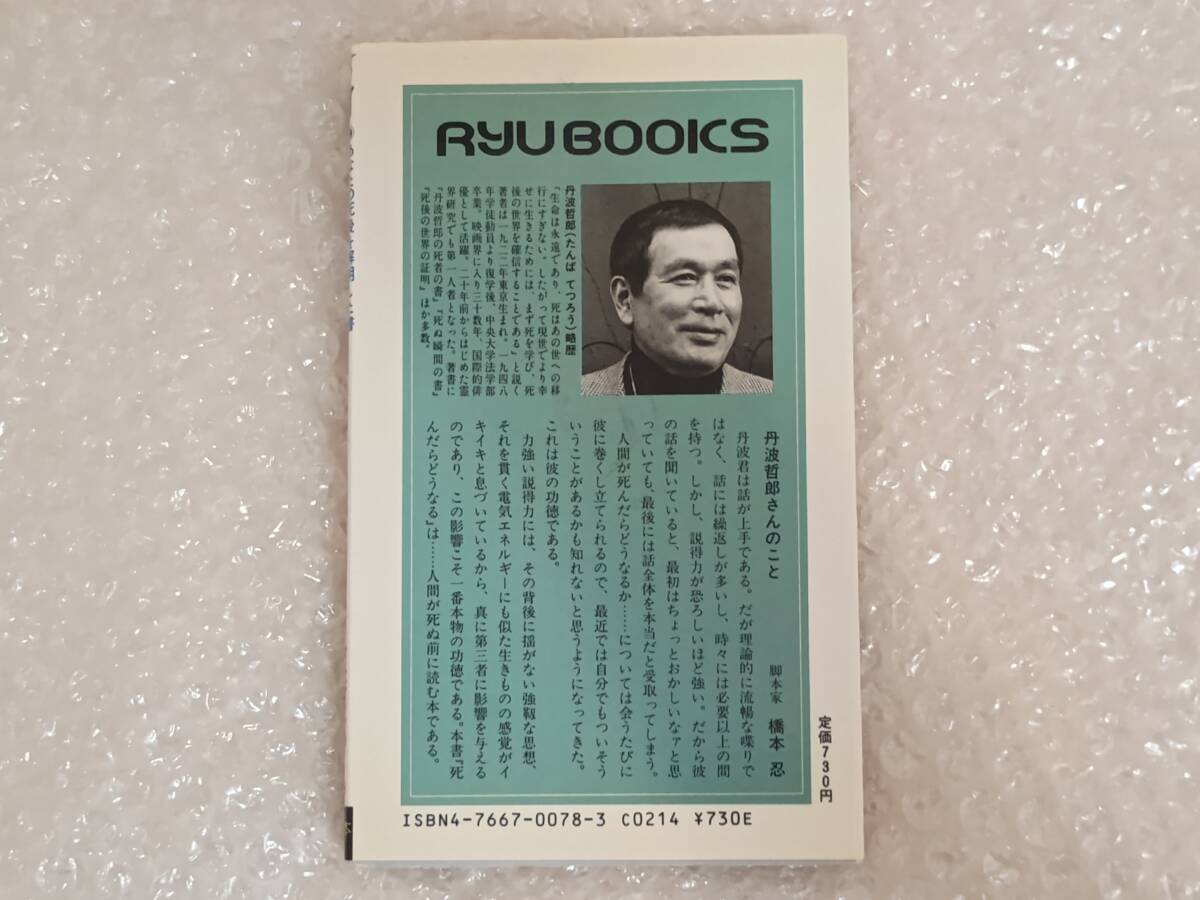 RYU BOOKS
丹波哲郎(たんば てつろう)略歴
「生命は永遠であり、死はあの世への移
行にすぎない。したがって現世でより幸
せに生きるためには、まず死を学び、死
後の世界を確信することである」と説く
著者は一九二二年東京生まれ。一九四八
年学徒動員より復学後、中央大学法学部
卒業。映画界に入り三十数年、国際的俳
優として活躍。二十年前からはじめた霊
界研究でも第一人者となった。著書に
『丹波哲郎の死者の書』『死ぬ瞬間の書』
『死後の世界の証明』ほか多数。
丹波哲郎さんのこと
脚本家 橋本 忍
丹波君は話が上手である。だが理論的に流暢な喋りで
はなく、話には繰返しが多いし、時々には必要以上の間
を持つ。しかし、説得力が恐ろしいほど強い。だから彼
の話を聞いていると、最初はちょっとおかしいなァと思
っていても、最後には話全体を本当だと受取ってしまう。
人間が死んだらどうなるか……については会うたびに
彼に巻くし立てられるので、最近では自分でもついそう
いうことがあるかも知れないと思うようになってきた。
これは彼の功徳である。
力強い説得力には、その背後に揺がない強靱な思想、
それを貫く電気エネルギーにも似た生きものの感覚がイ
キイキと息づいているから、真に第三者に影響を与える
のであり、この影響こそ一番本物の功徳である。本書『死
んだらどうなる』は……人間が死ぬ前に読む本である。
定価730円
ISBN4-7667-0078-3 C0214 ¥730E